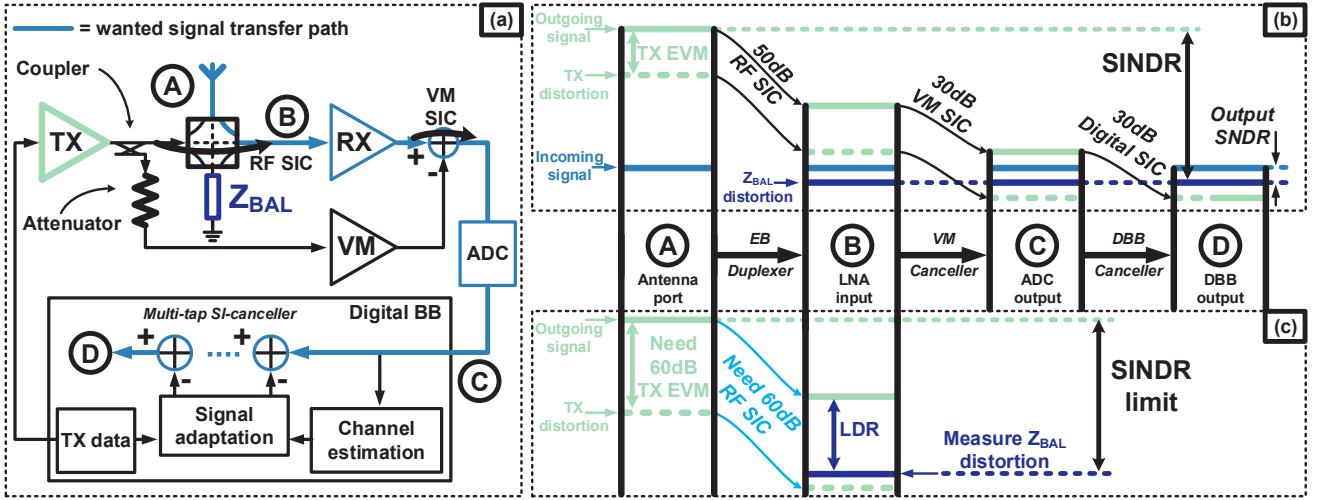 = wanted signal transfer path
(a)
Coupler
A
B
VM
SIC
TX
RX
+
-
RF SIC
Attenuator
ZBAL
VM
ADC
Digital BB
Multi-tap SI-canceller
+
+
D
-
-
C
TX data
Signal
adaptation
Channel
estimation
(b)
Outgoing
signal
TX EVM
TX
distortion
50dB
RF SIC
30dB
VM SIC
30dB
Digital SIC
SINDR
Output
SNDR
Incoming
signal
ZBAL
distortion
A
Antenna
port
EB
Duplexer
B
LNA
input
VM
Canceller
C
ADC
output
DBB
Canceller
D
DBB
output
(c)
Outgoing
signal
Need
60dB
TX EVM
TX
distortion
Need 60dB
RF SIC
LDR
SINDR
limit
Measure ZBAL
distortion